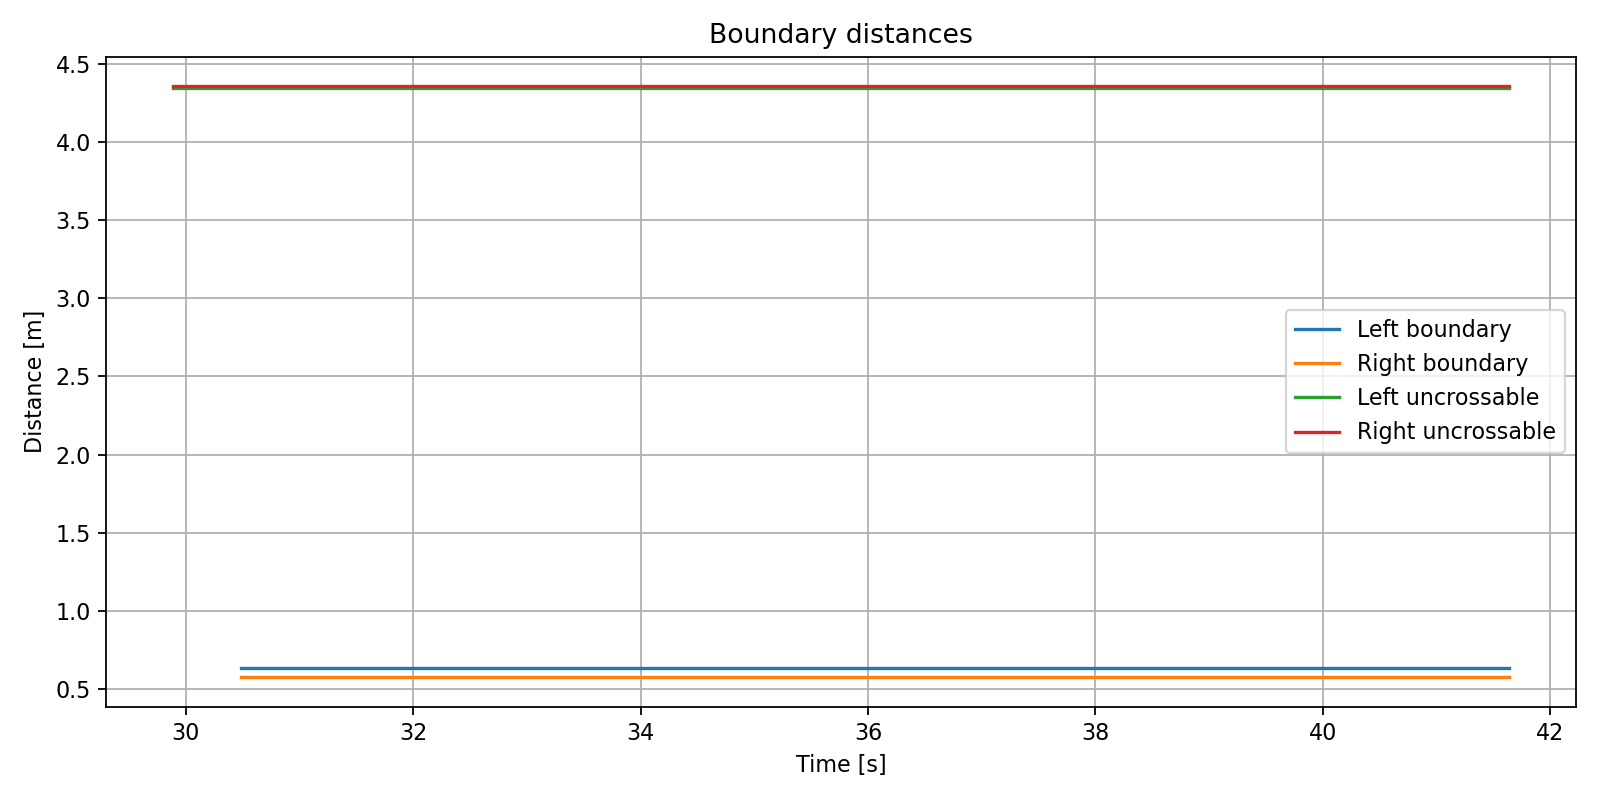 Boundary distances
Distance [m]
4.5
4.0
3.5
3.0
2.5
2.0
1.5
1.0
0.5
Left boundary
Right boundary
Left uncrossable
Right uncrossable
30 32 34 36 38 40 42
Time [s]